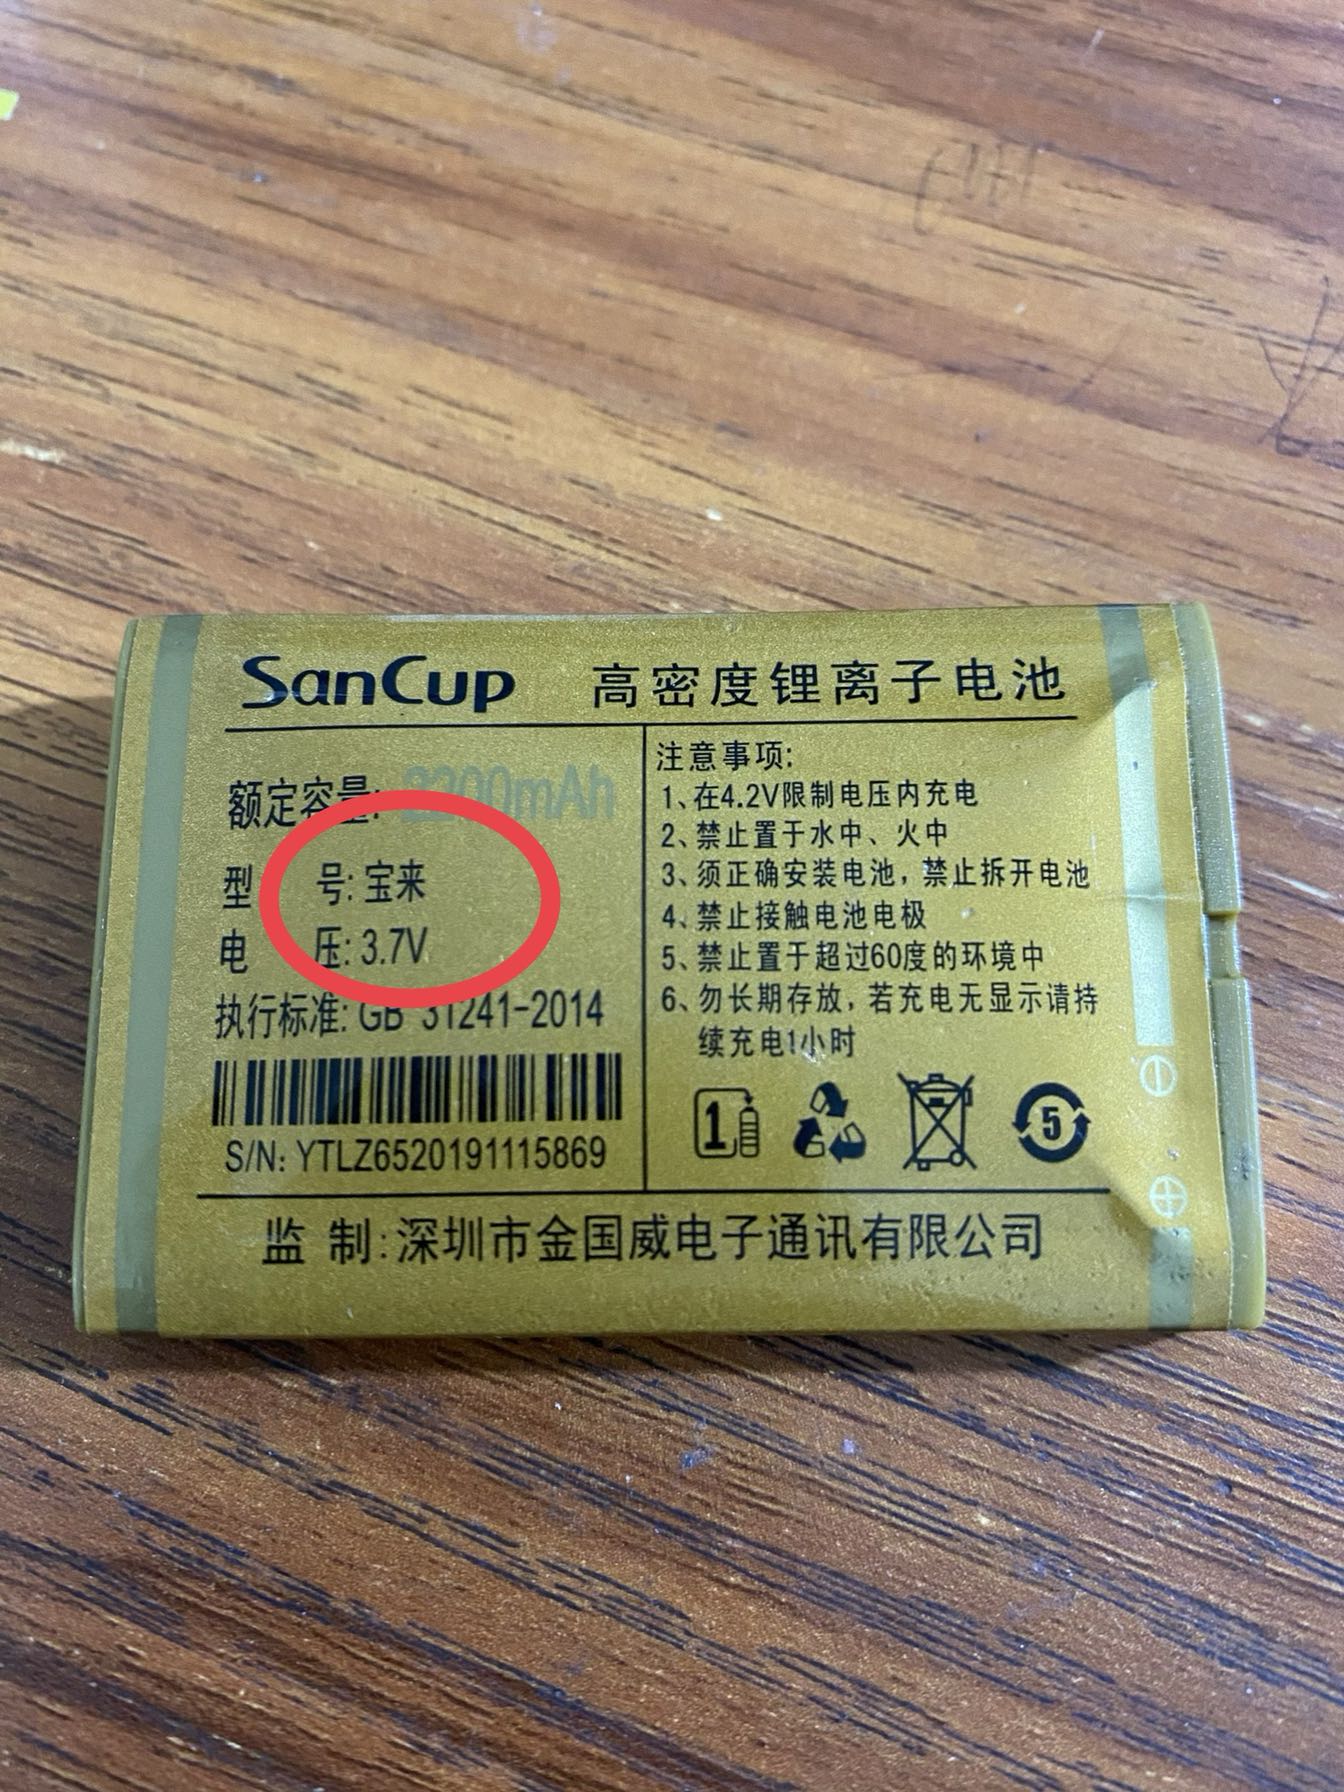 SanCup 高密度锂离子电池
额定容量: 2200mAh
型 号: 宝来
电 压: 3.7V
执行标准: GB 31241-2014
S/N: YTLZ6520191115869
注意事项:
1、在4.2V限制电压内充电
2、禁止置于水中、火中
3、须正确安装电池，禁止拆开电池
4、禁止接触电池电极
5、禁止置于超过60度的环境中
6、勿长期存放，若充电无显示请持
续充电1小时
1
5
监 制: 深圳市金国威电子通讯有限公司